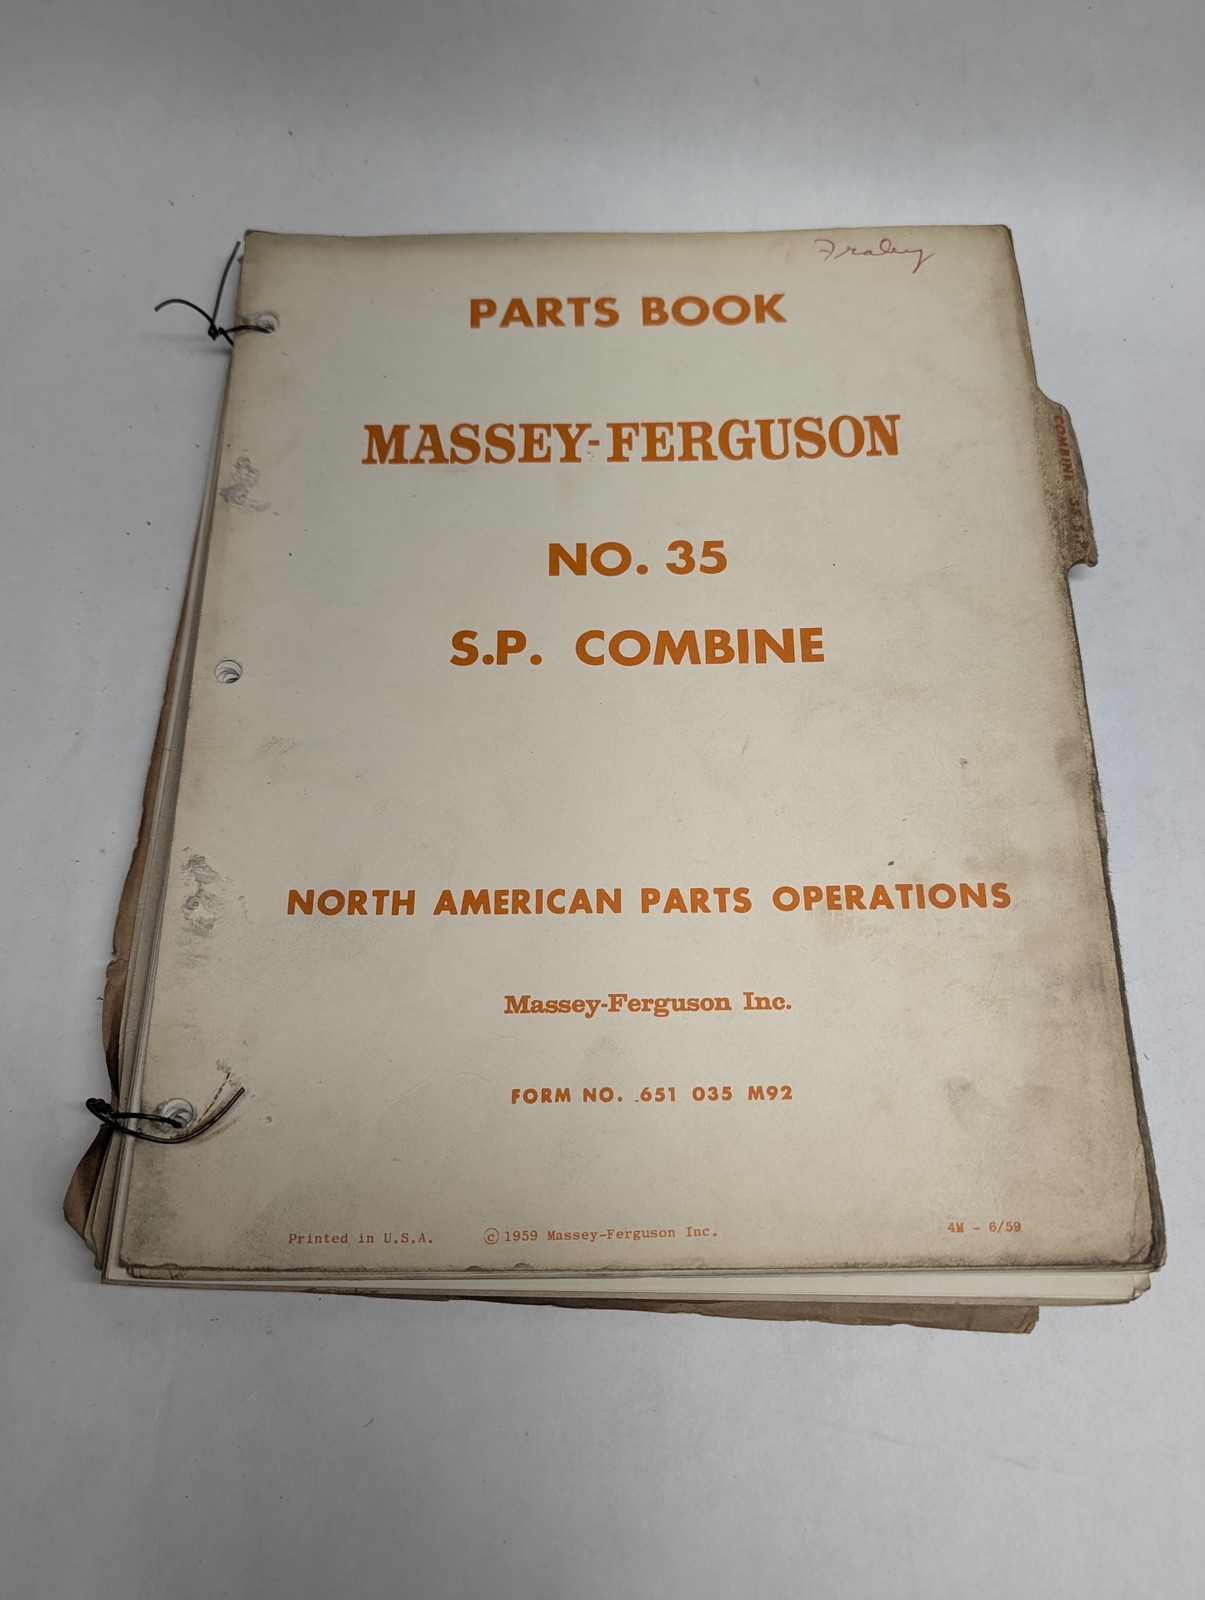 Fraley
PARTS BOOK
MASSEY-FERGUSON
NO. 35
S.P. COMBINE
COMBINE 35 S.P.
NORTH AMERICAN PARTS OPERATIONS
Massey-Ferguson Inc.
FORM NO. 651 035 M92
Printed in U.S.A. © 1959 Massey-Ferguson Inc. 4M - 6/59